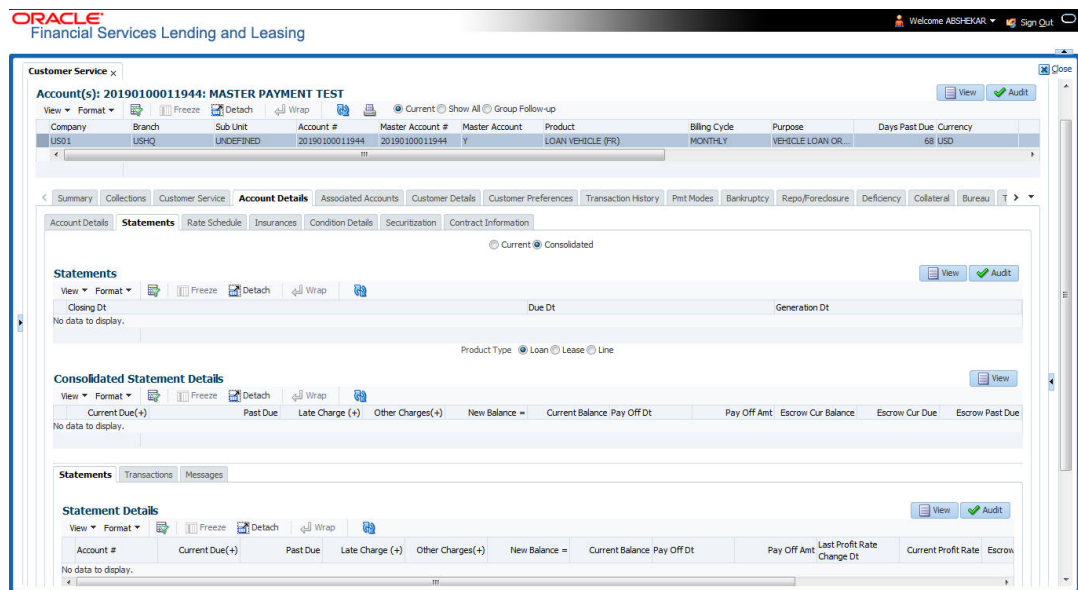 ORACLE
Financial Services Lending and Leasing
Welcome ABSHEKAR
Sign Out
Customer Service x
Close
Account(s): 20190100011944: MASTER PAYMENT TEST
View Audit
View Format Freeze Detach Wrap Current Show All Group Follow-up
Company Branch Sub Unit Account # Master Account # Master Account Product Billing Cycle Purpose Days Past Due Currency
US01 USHQ UNDEFINED 20190100011944 20190100011944 Y LOAN VEHICLE (FR) MONTHLY VEHICLE LOAN OR... 68 USD
Summary Collections Customer Service Account Details Associated Accounts Customer Details Customer Preferences Transaction History Pmt Modes Bankruptcy Repo/Foreclosure Deficiency Collateral Bureau T
Account Details Statements Rate Schedule Insurances Condition Details Securitization Contract Information
Current Consolidated
Statements
View Audit
View Format Freeze Detach Wrap
Closing Dt Due Dt Generation Dt
No data to display.
Product Type Loan Lease Line
Consolidated Statement Details
View
View Format Freeze Detach Wrap
Current Due(+) Past Due Late Charge (+) Other Charges(+) New Balance = Current Balance Pay Off Dt Pay Off Amt Escrow Cur Balance Escrow Cur Due Escrow Past Due
No data to display.
Statements Transactions Messages
Statement Details
View Audit
View Format Freeze Detach Wrap
Account # Current Due(+) Past Due Late Charge (+) Other Charges(+) New Balance = Current Balance Pay Off Dt Pay Off Amt Last Profit Rate Change Dt Current Profit Rate Escrow
No data to display.